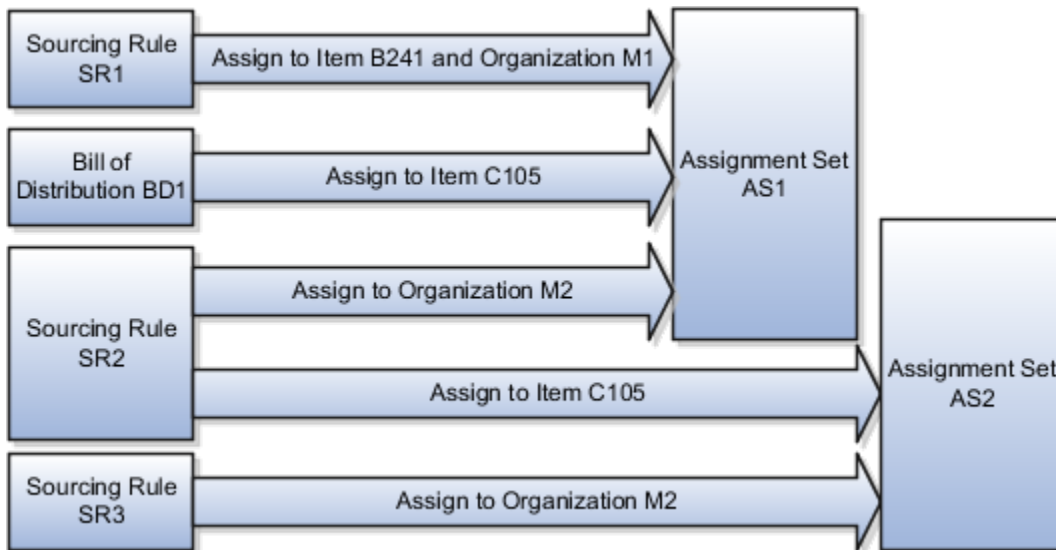 Sourcing Rule
SR1
Assign to Item B241 and Organization M1
Bill of
Distribution BD1
Assign to Item C105
Assignment Set
AS1
Sourcing Rule
SR2
Assign to Organization M2
Assign to Item C105
Assignment Set
AS2
Sourcing Rule
SR3
Assign to Organization M2